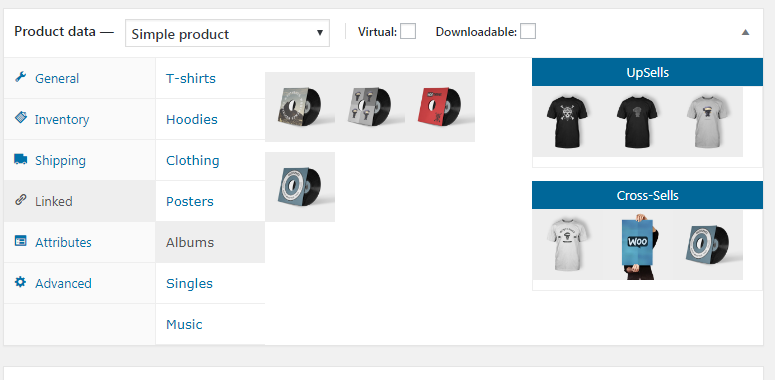 Product data — Simple product Virtual: Downloadable:
General
Inventory
Shipping
Linked
Attributes
Advanced
T-shirts
Hoodies
Clothing
Posters
Albums
Singles
Music
UpSells
Cross-Sells
WOO